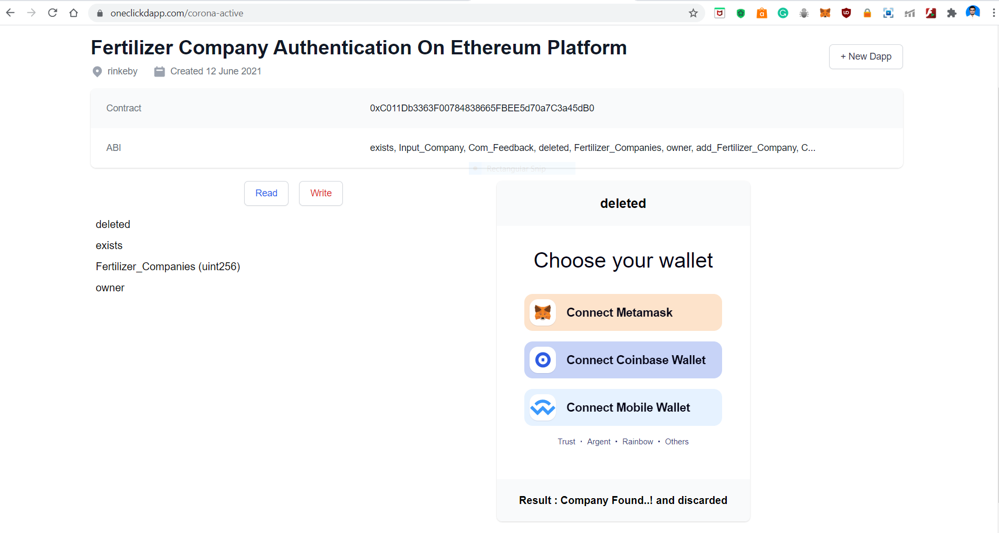 oneclickdapp.com/corona-active
Fertilizer Company Authentication On Ethereum Platform
+ New Dapp
rinkeby Created 12 June 2021
Contract 0xC011Db3363F00784838665FBEE5d70a7C3a45dB0
ABI exists, Input_Company, Com_Feedback, deleted, Fertilizer_Companies, owner, add_Fertilizer_Company, C...
Rectangular Snip
Read Write
deleted
exists
Fertilizer_Companies (uint256)
owner
deleted
Choose your wallet
Connect Metamask
Connect Coinbase Wallet
Connect Mobile Wallet
Trust · Argent · Rainbow · Others
Result : Company Found..! and discarded